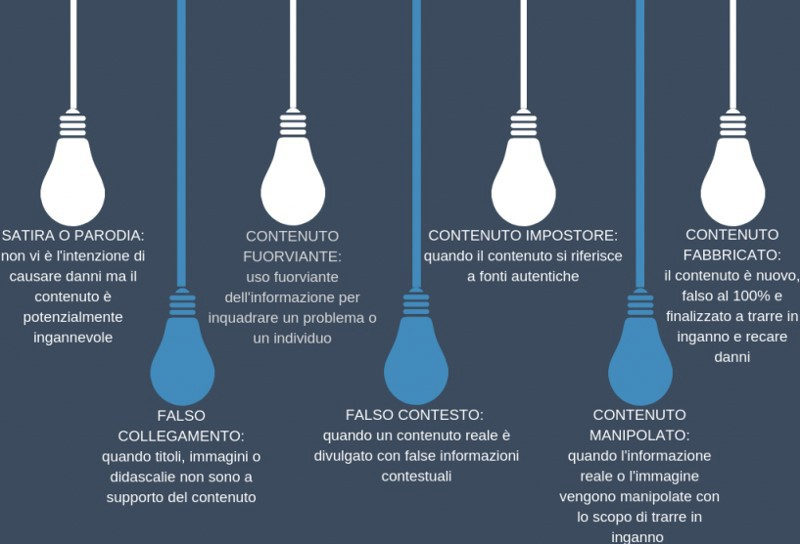 SATIRA O PARODIA:
non vi è l'intenzione di
causare danni ma il
contenuto è
potenzialmente
ingannevole
FALSO
COLLEGAMENTO:
quando titoli, immagini o
didascalie non sono a
supporto del contenuto
CONTENUTO
FUORVIANTE:
uso fuorviante
dell'informazione per
inquadrare un problema o
un individuo
FALSO CONTESTO:
quando un contenuto reale è
divulgato con false informazioni
contestuali
CONTENUTO IMPOSTORE:
quando il contenuto si riferisce
a fonti autentiche
CONTENUTO
MANIPOLATO:
quando l'informazione
reale o l'immagine
vengono manipolate con
lo scopo di trarre in
inganno
CONTENUTO
FABBRICATO:
il contenuto è nuovo,
falso al 100% e
finalizzato a trarre in
inganno e recare
danni